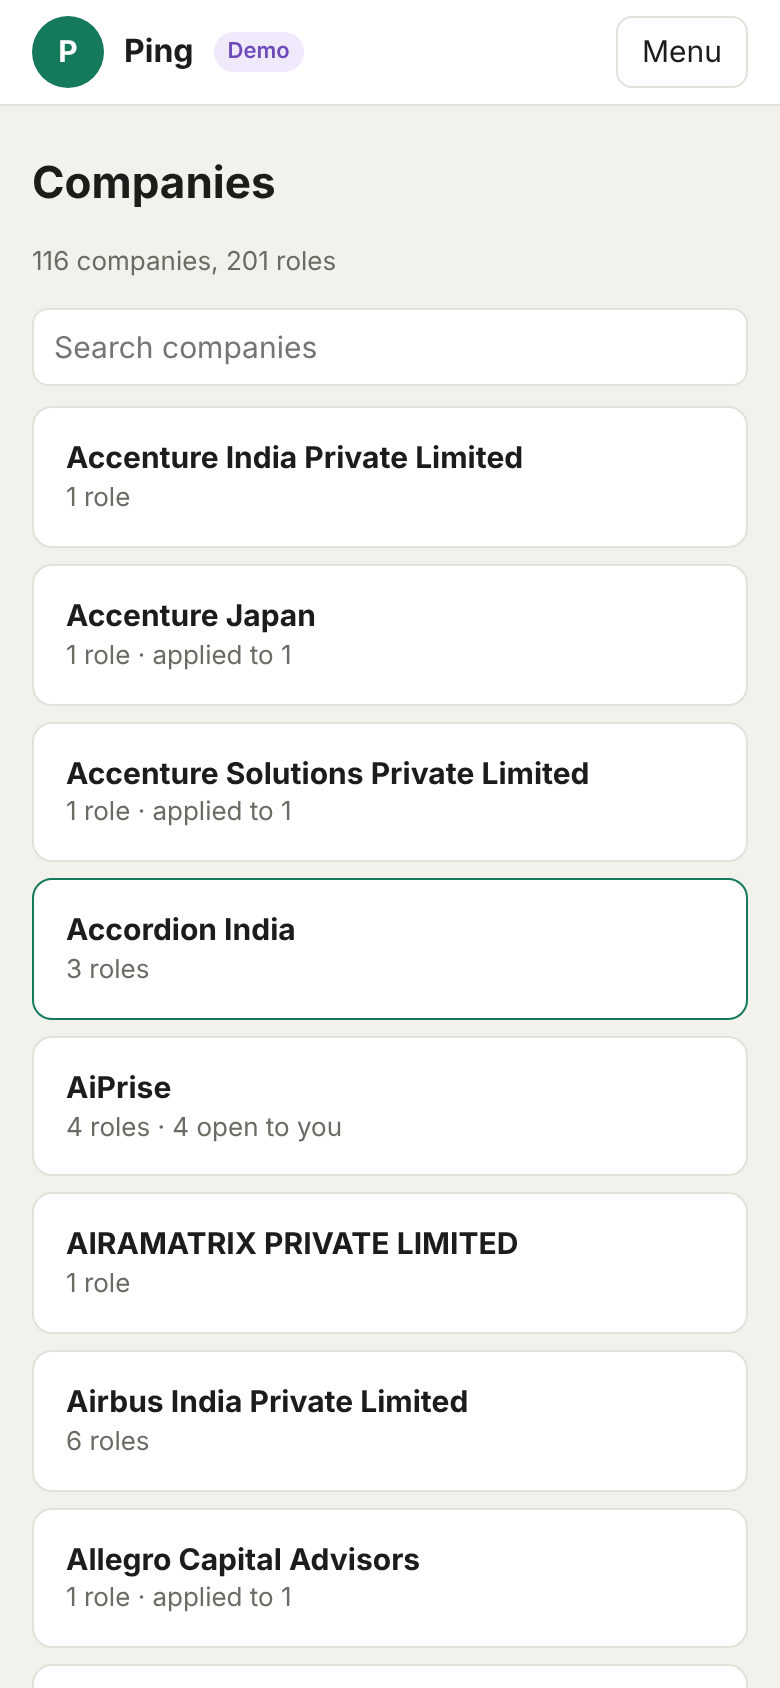 P Ping Demo Menu
Companies
116 companies, 201 roles
Search companies
Accenture India Private Limited
1 role
Accenture Japan
1 role · applied to 1
Accenture Solutions Private Limited
1 role · applied to 1
Accordion India
3 roles
AiPrise
4 roles · 4 open to you
AIRAMATRIX PRIVATE LIMITED
1 role
Airbus India Private Limited
6 roles
Allegro Capital Advisors
1 role · applied to 1